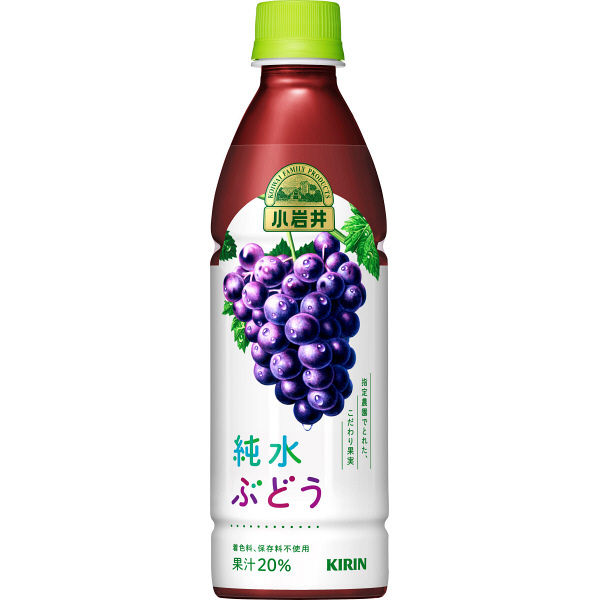 KOIWAI FAMILY PRODUCTS
小岩井
指定農園でとれた、
こだわり果実
純水
ぶどう
着色料、保存料不使用
果汁20%
KIRIN